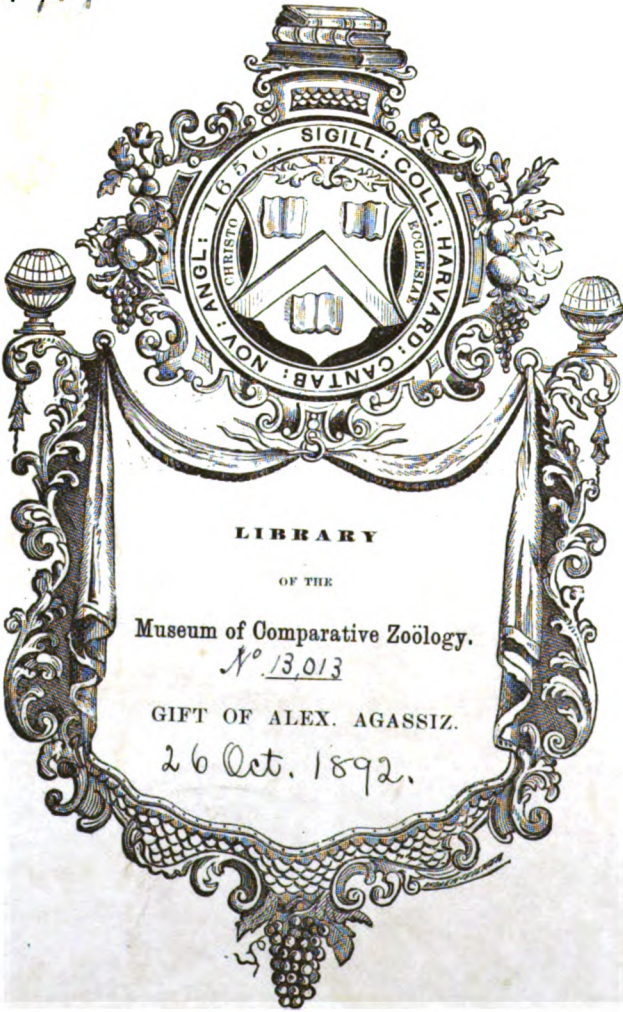 SIGILL: COLL: HARVARD: CANTAB: NOV: ANGL: 1650.
ET
CHRISTO
ECCLESIAE
LIBRARY
OF THE
Museum of Comparative Zoölogy.
Nº 13,013
GIFT OF ALEX. AGASSIZ.
26 Oct. 1892.